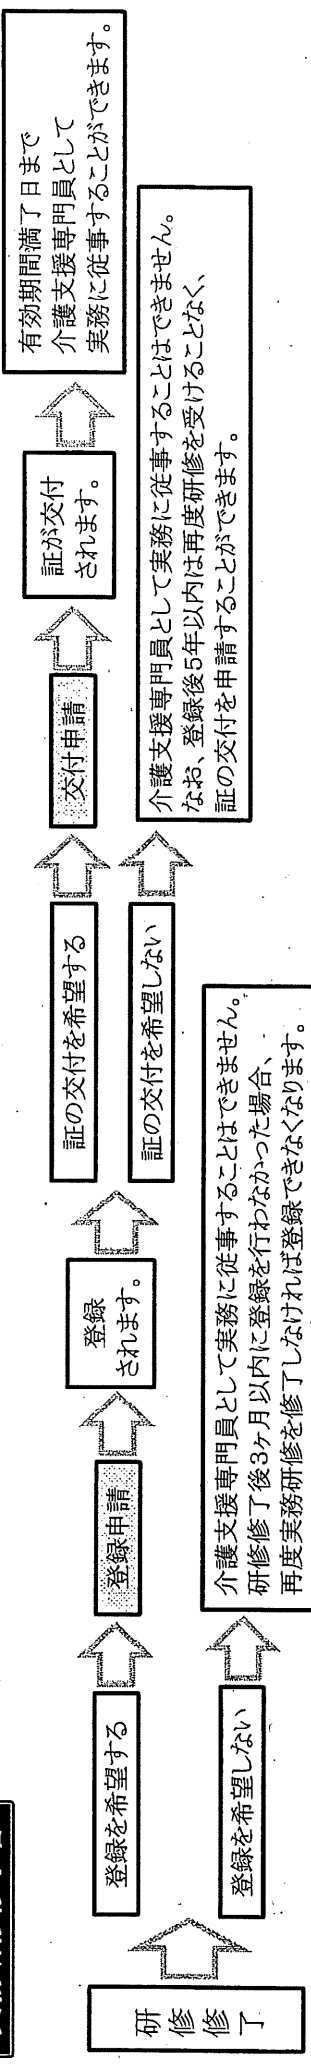 研修修了
登録を希望する
登録申請
登録
されます。
証の交付を希望する
交付申請
証が交付
されます。
有効期間満了日まで
介護支援専門員として
実務に従事することができます。
証の交付を希望しない
介護支援専門員として実務に従事することはできません。
なお、登録後5年以内は再度研修を受けることなく、
証の交付を申請することができます。
登録を希望しない
介護支援専門員として実務に従事することはできません。
研修修了後3ヶ月以内に登録を行わなかった場合、
再度実務研修を修了しなければ登録できなくなります。